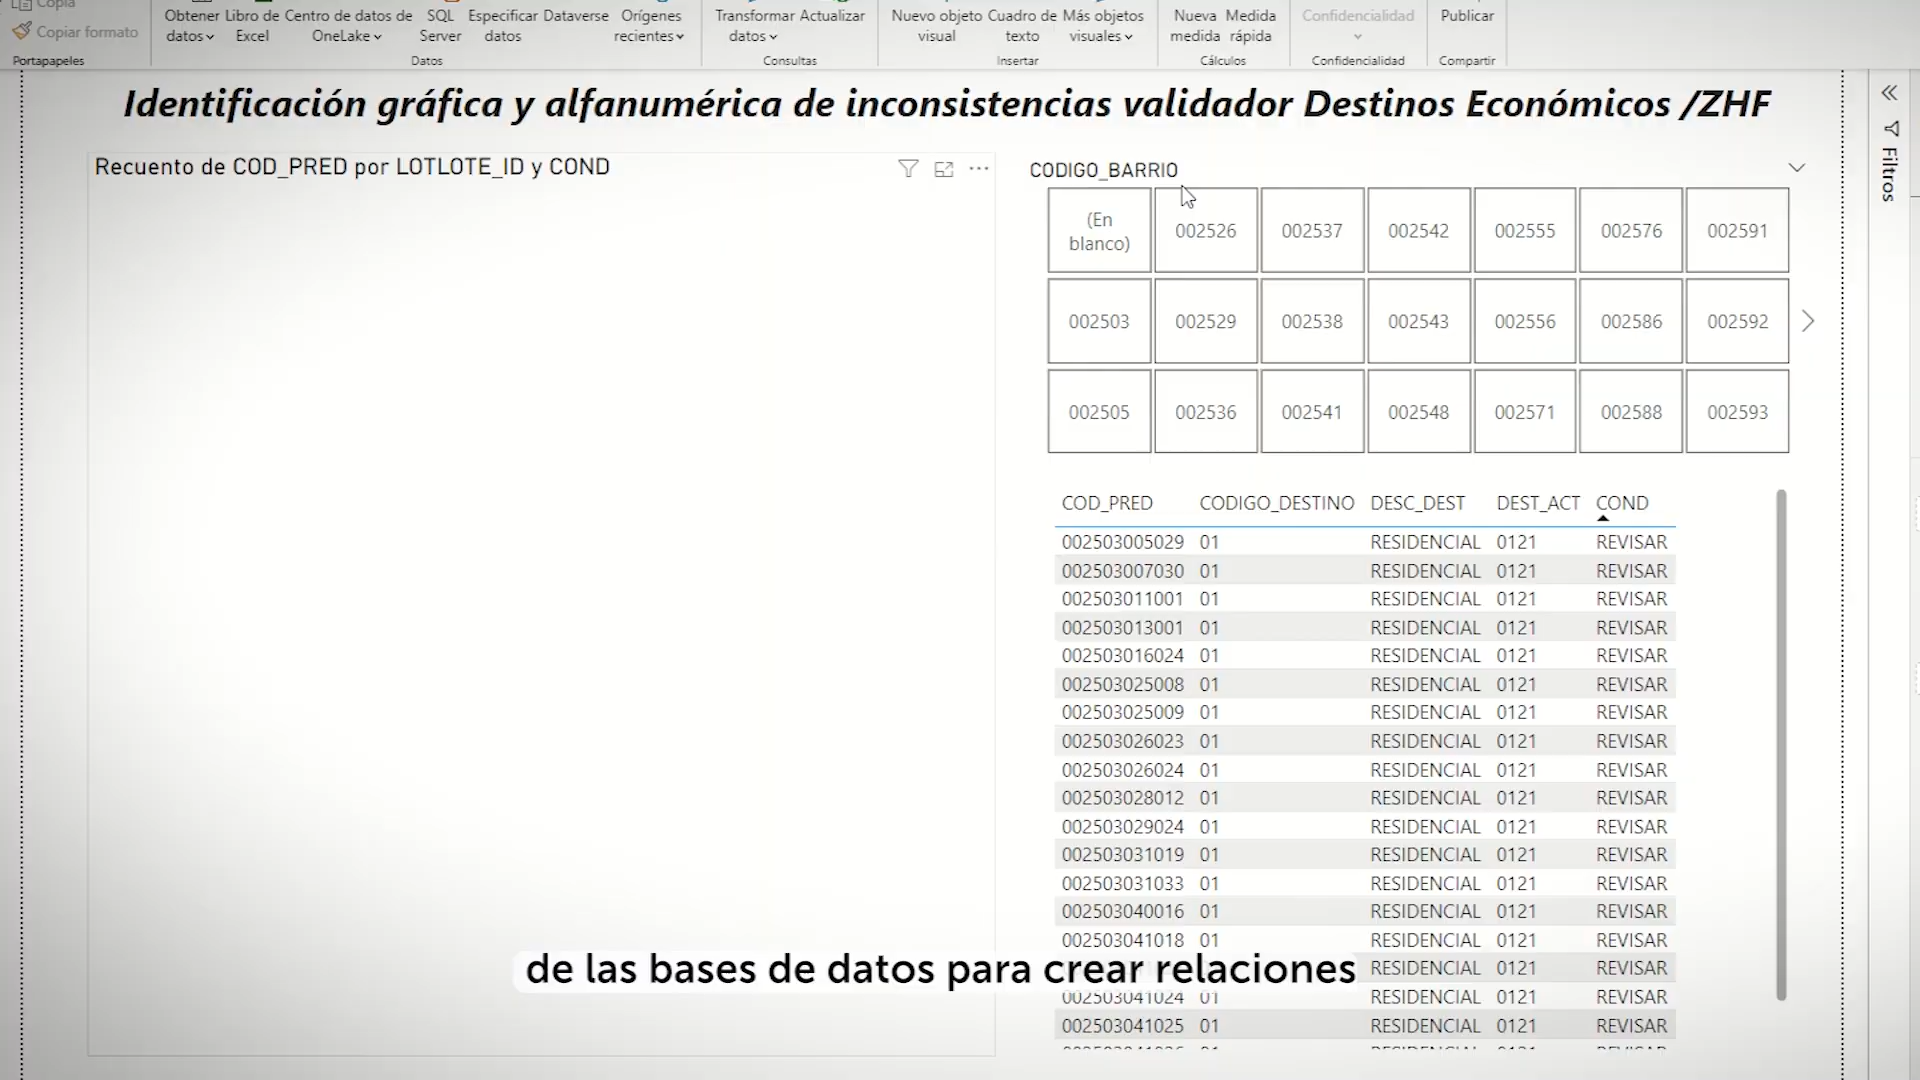 Copia
Copiar formato
Portapapeles
Obtener datos
Libro de Excel
Centro de datos de OneLake
SQL Server
Especificar datos
Dataverse
Orígenes recientes
Datos
Transformar datos
Actualizar
Consultas
Nuevo objeto visual
Cuadro de texto
Más objetos visuales
Insertar
Nueva medida
Medida rápida
Cálculos
Confidencialidad
Confidencialidad
Publicar
Compartir
Identificación gráfica y alfanumérica de inconsistencias validador Destinos Económicos /ZHF
Filtros
Recuento de COD_PRED por LOTLOTE_ID y COND
CODIGO_BARRIO
(En blanco) 002526 002537 002542 002555 002576 002591
002503 002529 002538 002543 002556 002586 002592
002505 002536 002541 002548 002571 002588 002593
COD_PRED CODIGO_DESTINO DESC_DEST DEST_ACT COND
002503005029 01 RESIDENCIAL 0121 REVISAR
002503007030 01 RESIDENCIAL 0121 REVISAR
002503011001 01 RESIDENCIAL 0121 REVISAR
002503013001 01 RESIDENCIAL 0121 REVISAR
002503016024 01 RESIDENCIAL 0121 REVISAR
002503025008 01 RESIDENCIAL 0121 REVISAR
002503025009 01 RESIDENCIAL 0121 REVISAR
002503026023 01 RESIDENCIAL 0121 REVISAR
002503026024 01 RESIDENCIAL 0121 REVISAR
002503028012 01 RESIDENCIAL 0121 REVISAR
002503029024 01 RESIDENCIAL 0121 REVISAR
002503031019 01 RESIDENCIAL 0121 REVISAR
002503031033 01 RESIDENCIAL 0121 REVISAR
002503040016 01 RESIDENCIAL 0121 REVISAR
002503041018 01 RESIDENCIAL 0121 REVISAR
RESIDENCIAL 0121 REVISAR
002503041024 01 RESIDENCIAL 0121 REVISAR
002503041025 01 RESIDENCIAL 0121 REVISAR
de las bases de datos para crear relaciones